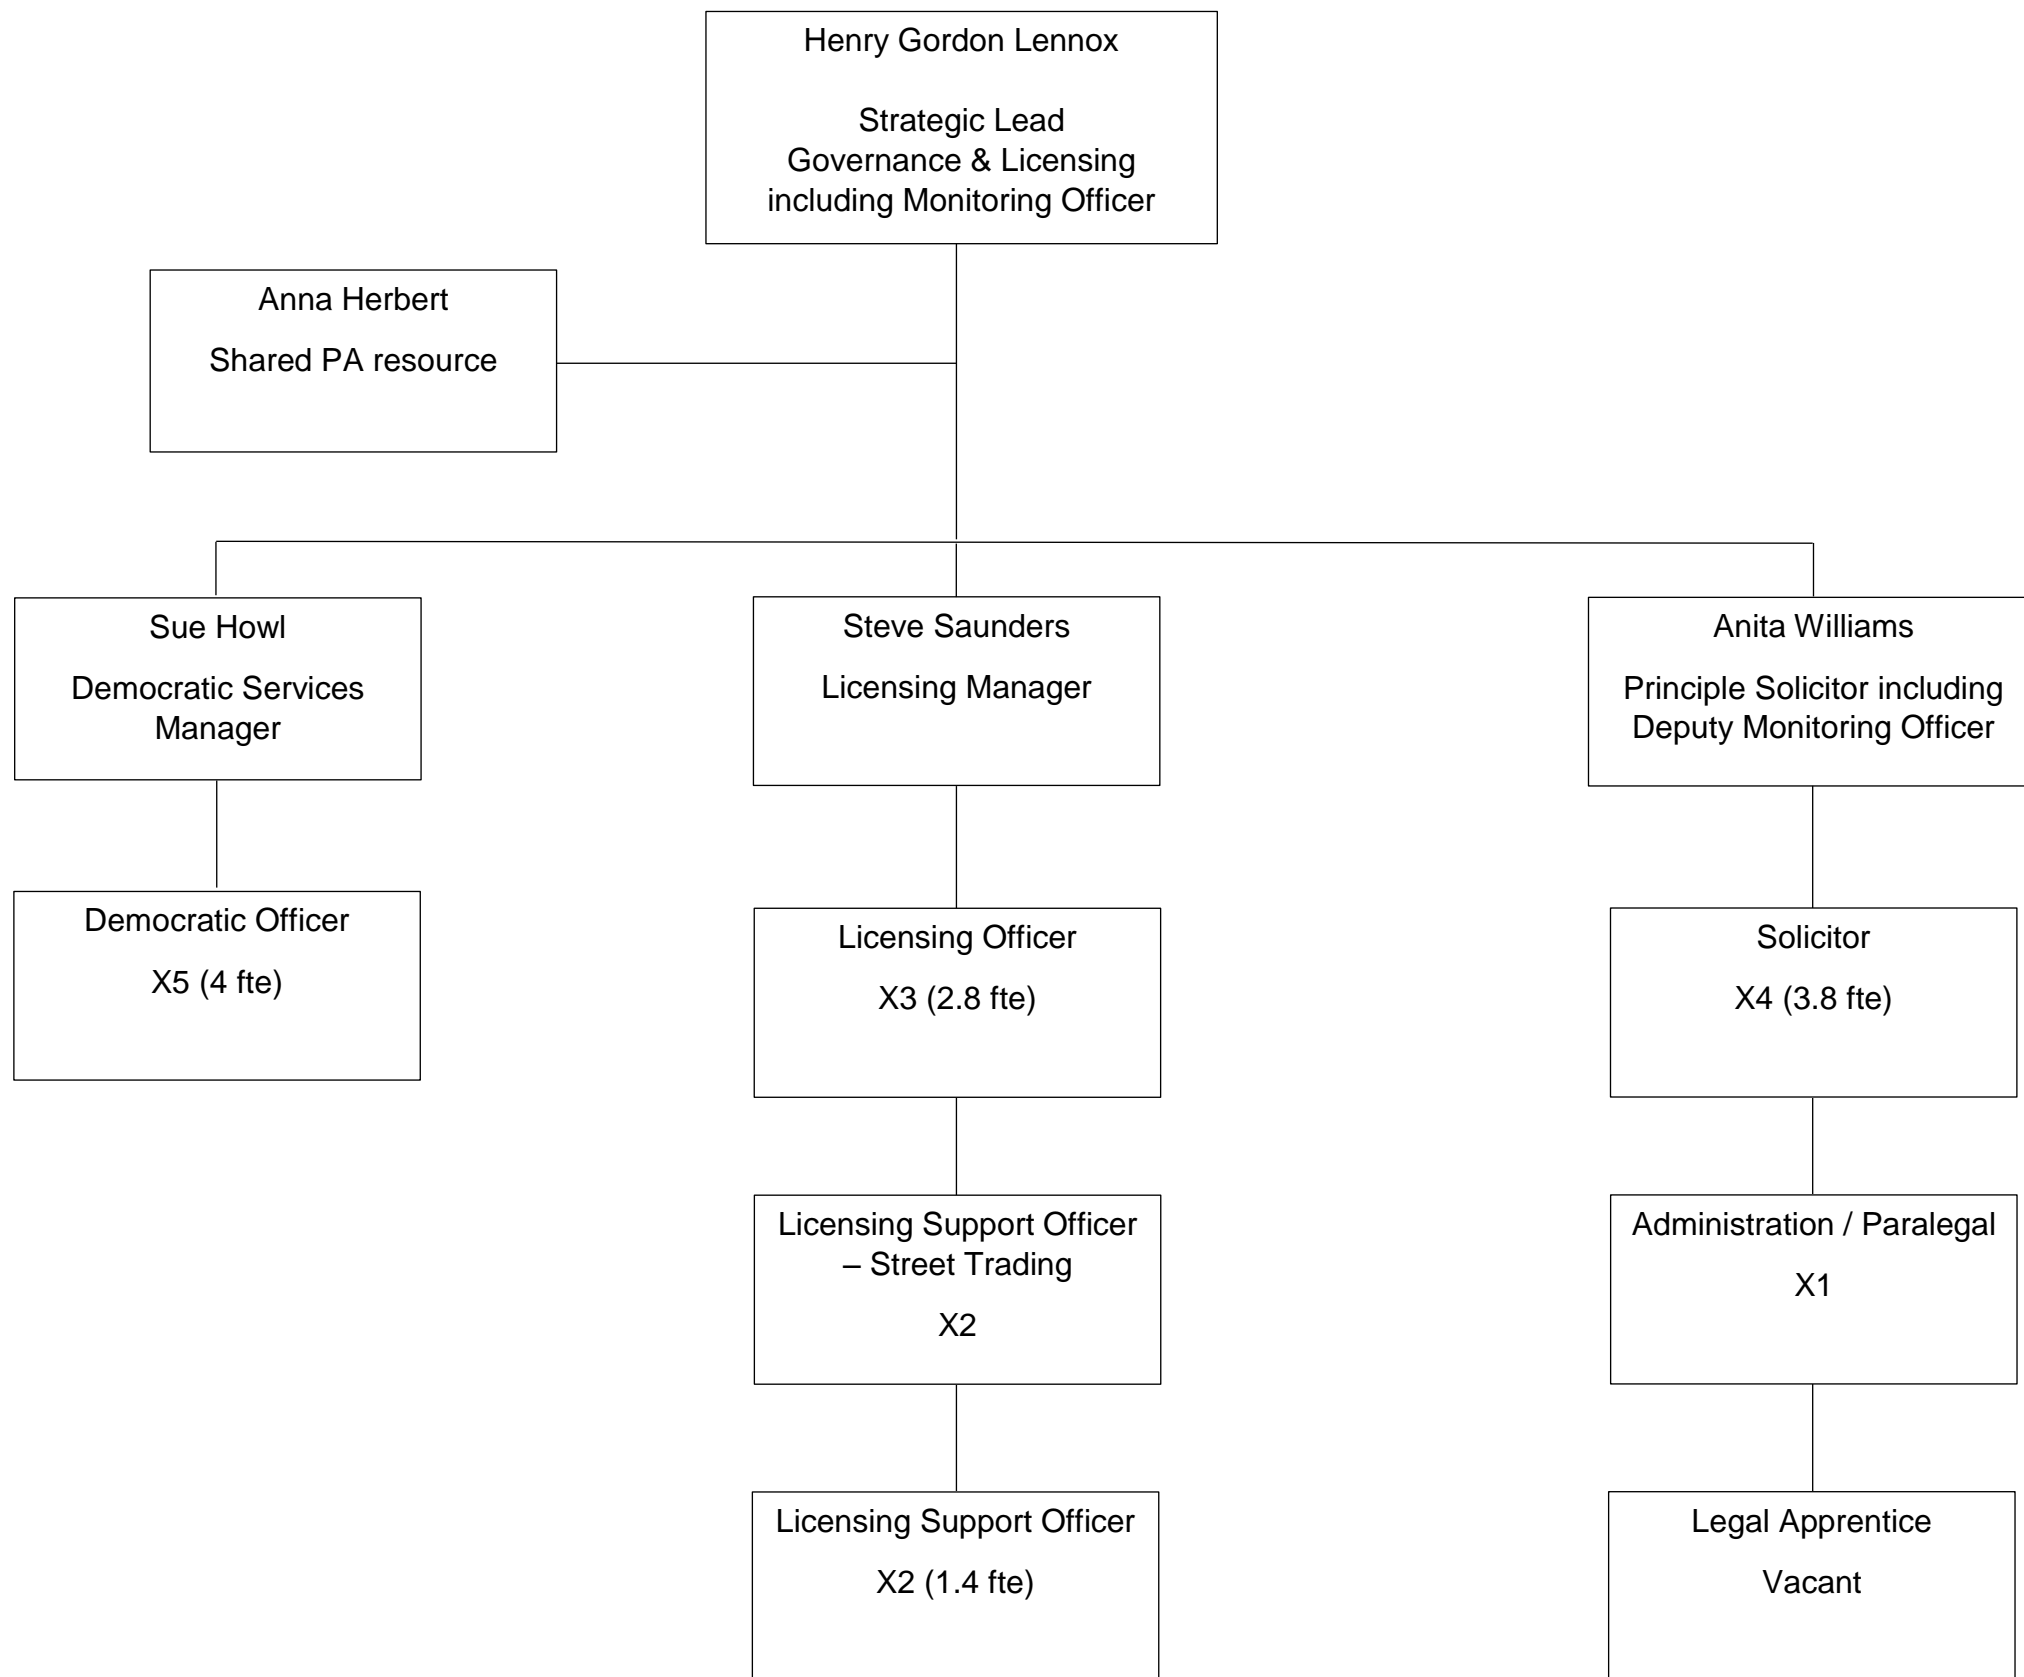 Henry Gordon Lennox
Strategic Lead
Governance & Licensing
including Monitoring Officer
Anna Herbert
Shared PA resource
Sue Howl
Democratic Services
Manager
Steve Saunders
Licensing Manager
Anita Williams
Principle Solicitor including
Deputy Monitoring Officer
Democratic Officer
X5 (4 fte)
Licensing Officer
X3 (2.8 fte)
Solicitor
X4 (3.8 fte)
Licensing Support Officer
– Street Trading
X2
Administration / Paralegal
X1
Licensing Support Officer
X2 (1.4 fte)
Legal Apprentice
Vacant